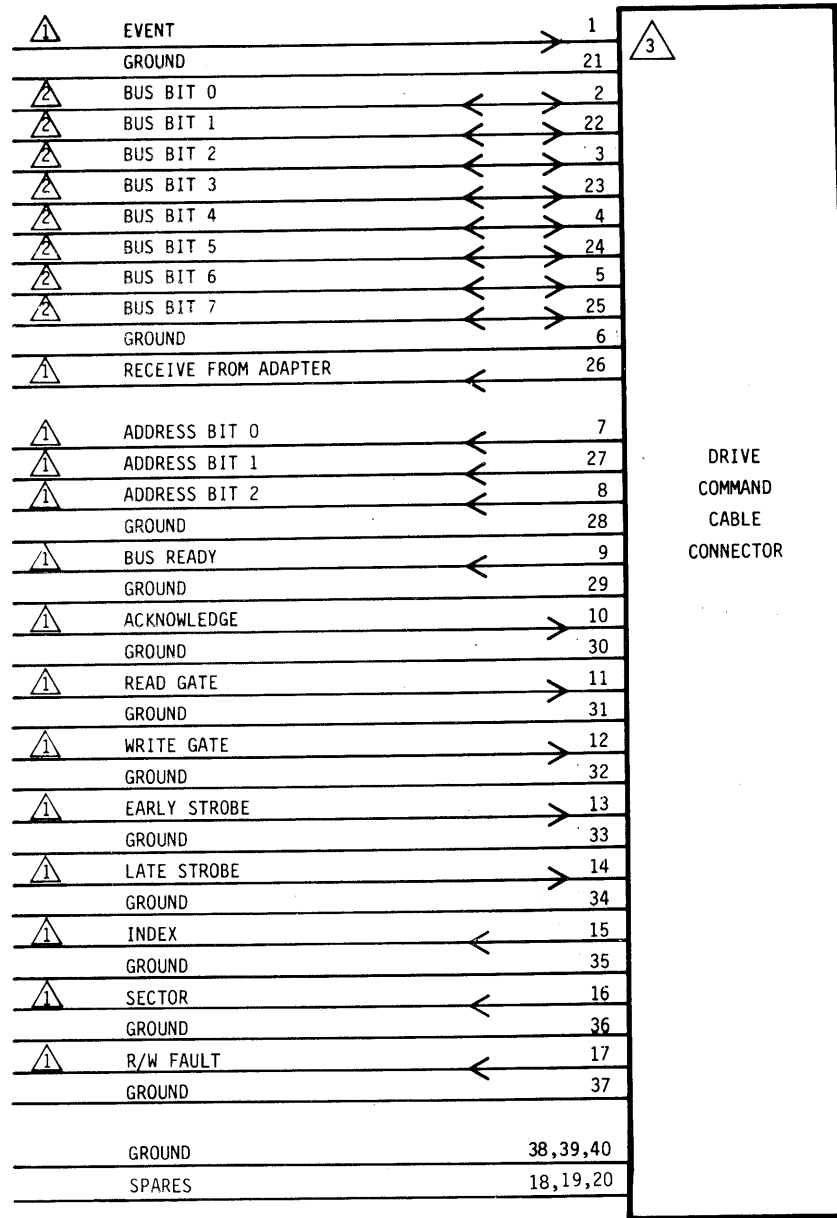 1 EVENT 1
3
GROUND 21
2 BUS BIT 0 2
2 BUS BIT 1 22
2 BUS BIT 2 3
2 BUS BIT 3 23
2 BUS BIT 4 4
2 BUS BIT 5 24
2 BUS BIT 6 5
2 BUS BIT 7 25
GROUND 6
1 RECEIVE FROM ADAPTER 26
1 ADDRESS BIT 0 7
1 ADDRESS BIT 1 27
1 ADDRESS BIT 2 8
GROUND 28
1 BUS READY 9
GROUND 29
1 ACKNOWLEDGE 10
GROUND 30
1 READ GATE 11
GROUND 31
1 WRITE GATE 12
GROUND 32
1 EARLY STROBE 13
GROUND 33
1 LATE STROBE 14
GROUND 34
1 INDEX 15
GROUND 35
1 SECTOR 16
GROUND 36
1 R/W FAULT 17
GROUND 37
GROUND 38,39,40
SPARES 18,19,20
DRIVE
COMMAND
CABLE
CONNECTOR